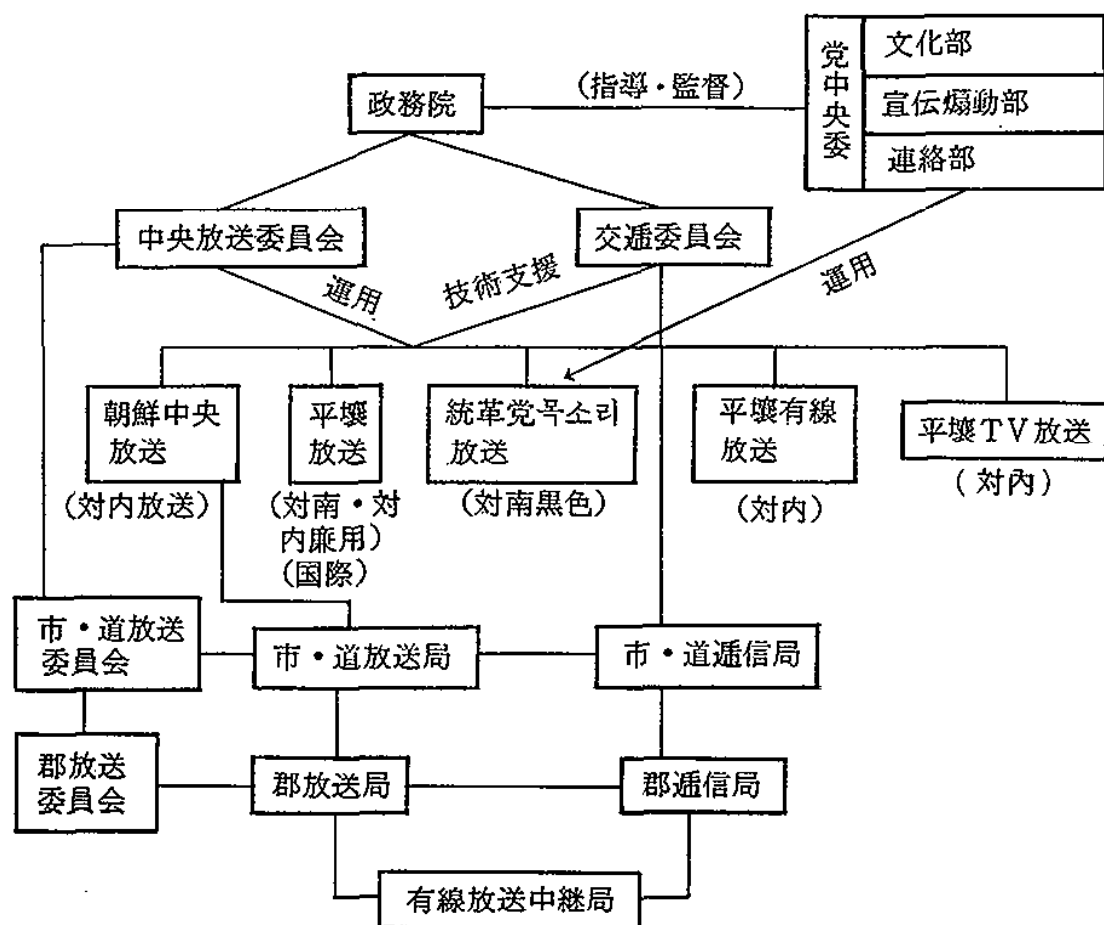 党中央委
文化部
宣伝煽動部
連絡部
政務院
(指導・監督)
中央放送委員会
交逓委員会
運用
技術支援
運用
朝鮮中央
放送
(対内放送)
平壤
放送
(対南・対
内兼用)
(国際)
統革党목소리
放送
(対南黒色)
平壤有線
放送
(対内)
平壤TV放送
(対內)
市・道放送
委員会
市・道放送局
市・道逓信局
郡放送
委員会
郡放送局
郡逓信局
有線放送中継局